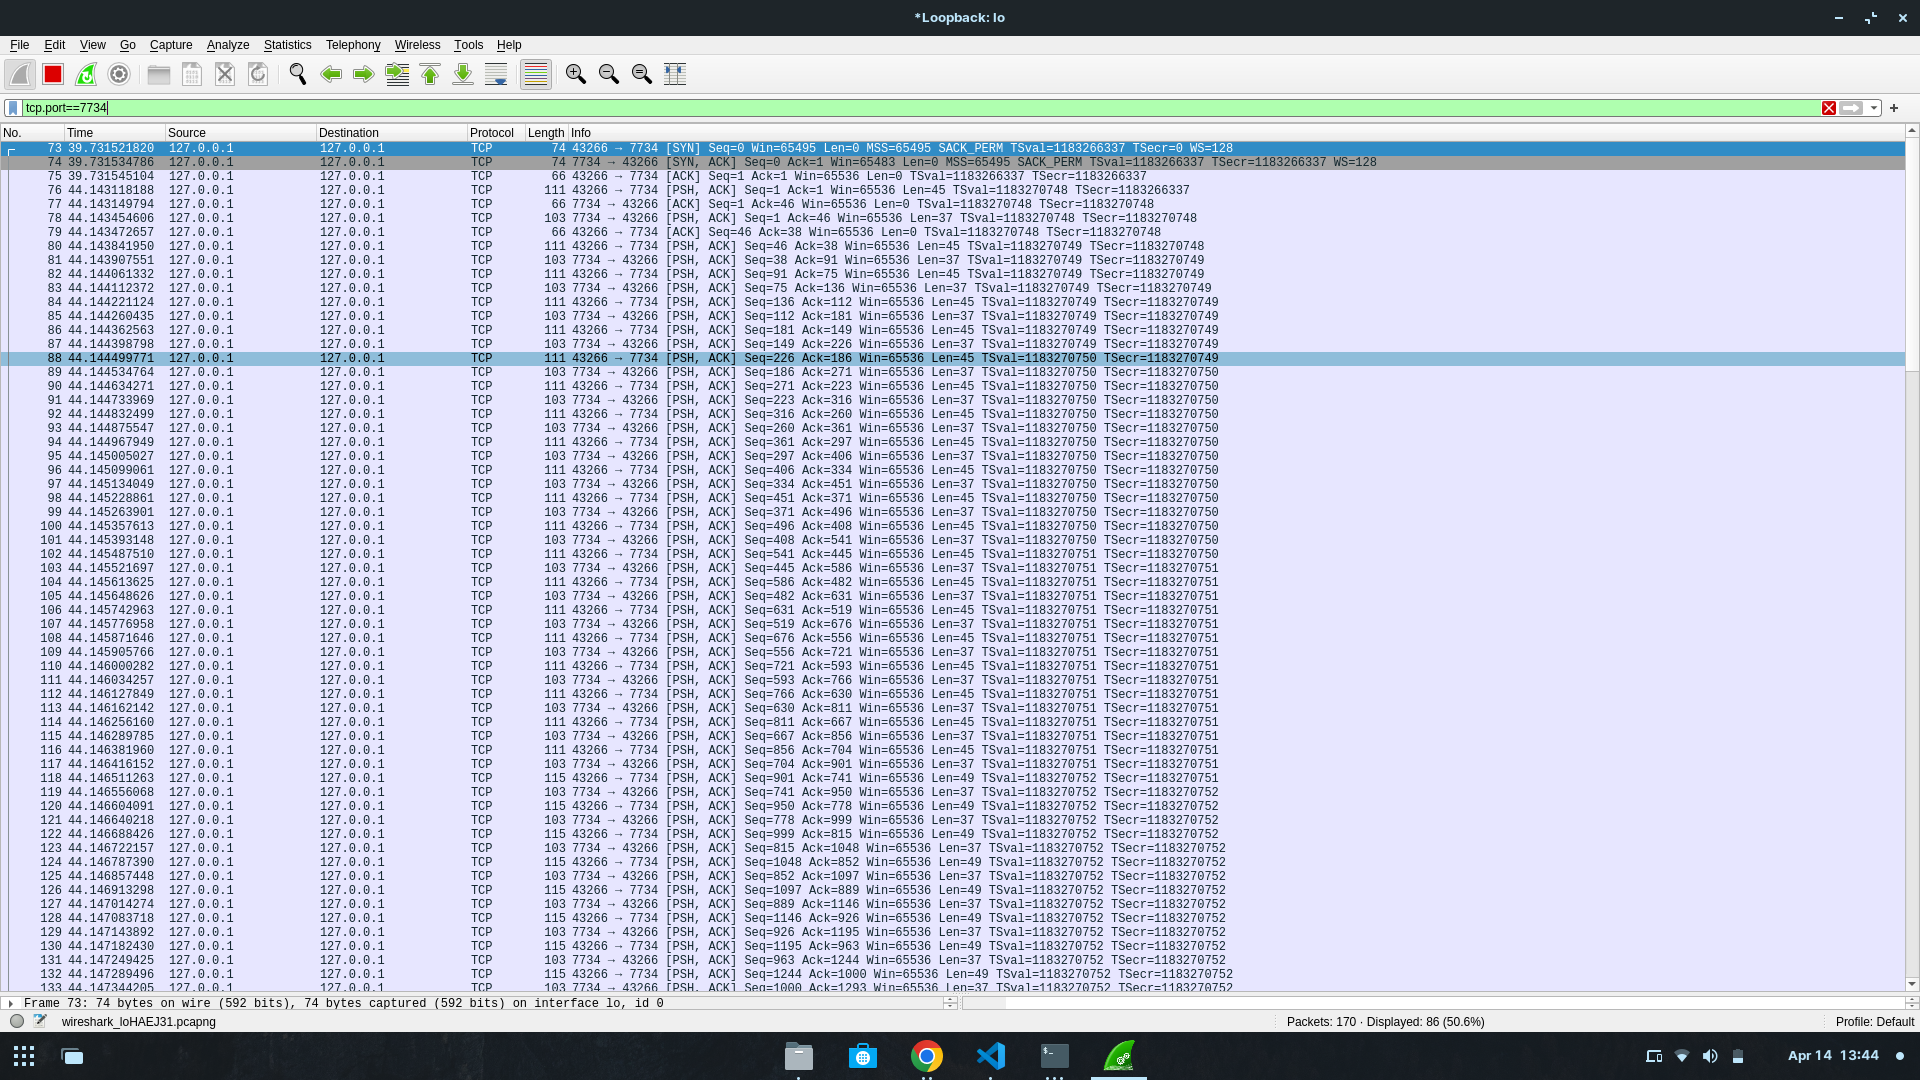 *Loopback: lo
File Edit View Go Capture Analyze Statistics Telephony Wireless Tools Help
tcp.port==7734
No. Time Source Destination Protocol Length Info
73 39.731521820 127.0.0.1 127.0.0.1 TCP 74 43266 → 7734 [SYN] Seq=0 Win=65495 Len=0 MSS=65495 SACK_PERM TSval=1183266337 TSecr=0 WS=128
74 39.731534786 127.0.0.1 127.0.0.1 TCP 74 7734 → 43266 [SYN, ACK] Seq=0 Ack=1 Win=65483 Len=0 MSS=65495 SACK_PERM TSval=1183266337 TSecr=1183266337 WS=128
75 39.731545104 127.0.0.1 127.0.0.1 TCP 66 43266 → 7734 [ACK] Seq=1 Ack=1 Win=65536 Len=0 TSval=1183266337 TSecr=1183266337
76 44.143118188 127.0.0.1 127.0.0.1 TCP 111 43266 → 7734 [PSH, ACK] Seq=1 Ack=1 Win=65536 Len=45 TSval=1183270748 TSecr=1183266337
77 44.143149794 127.0.0.1 127.0.0.1 TCP 66 7734 → 43266 [ACK] Seq=1 Ack=46 Win=65536 Len=0 TSval=1183270748 TSecr=1183270748
78 44.143454606 127.0.0.1 127.0.0.1 TCP 103 7734 → 43266 [PSH, ACK] Seq=1 Ack=46 Win=65536 Len=37 TSval=1183270748 TSecr=1183270748
79 44.143472657 127.0.0.1 127.0.0.1 TCP 66 43266 → 7734 [ACK] Seq=46 Ack=38 Win=65536 Len=0 TSval=1183270748 TSecr=1183270748
80 44.143841950 127.0.0.1 127.0.0.1 TCP 111 43266 → 7734 [PSH, ACK] Seq=46 Ack=38 Win=65536 Len=45 TSval=1183270749 TSecr=1183270748
81 44.143907551 127.0.0.1 127.0.0.1 TCP 103 7734 → 43266 [PSH, ACK] Seq=38 Ack=91 Win=65536 Len=37 TSval=1183270749 TSecr=1183270749
82 44.144061332 127.0.0.1 127.0.0.1 TCP 111 43266 → 7734 [PSH, ACK] Seq=91 Ack=75 Win=65536 Len=45 TSval=1183270749 TSecr=1183270749
83 44.144112372 127.0.0.1 127.0.0.1 TCP 103 7734 → 43266 [PSH, ACK] Seq=75 Ack=136 Win=65536 Len=37 TSval=1183270749 TSecr=1183270749
84 44.144221124 127.0.0.1 127.0.0.1 TCP 111 43266 → 7734 [PSH, ACK] Seq=136 Ack=112 Win=65536 Len=45 TSval=1183270749 TSecr=1183270749
85 44.144260435 127.0.0.1 127.0.0.1 TCP 103 7734 → 43266 [PSH, ACK] Seq=112 Ack=181 Win=65536 Len=37 TSval=1183270749 TSecr=1183270749
86 44.144362563 127.0.0.1 127.0.0.1 TCP 111 43266 → 7734 [PSH, ACK] Seq=181 Ack=149 Win=65536 Len=45 TSval=1183270749 TSecr=1183270749
87 44.144398798 127.0.0.1 127.0.0.1 TCP 103 7734 → 43266 [PSH, ACK] Seq=149 Ack=226 Win=65536 Len=37 TSval=1183270749 TSecr=1183270749
88 44.144499771 127.0.0.1 127.0.0.1 TCP 111 43266 → 7734 [PSH, ACK] Seq=226 Ack=186 Win=65536 Len=45 TSval=1183270750 TSecr=1183270749
89 44.144534764 127.0.0.1 127.0.0.1 TCP 103 7734 → 43266 [PSH, ACK] Seq=186 Ack=271 Win=65536 Len=37 TSval=1183270750 TSecr=1183270750
90 44.144634271 127.0.0.1 127.0.0.1 TCP 111 43266 → 7734 [PSH, ACK] Seq=271 Ack=223 Win=65536 Len=45 TSval=1183270750 TSecr=1183270750
91 44.144733969 127.0.0.1 127.0.0.1 TCP 103 7734 → 43266 [PSH, ACK] Seq=223 Ack=316 Win=65536 Len=37 TSval=1183270750 TSecr=1183270750
92 44.144832499 127.0.0.1 127.0.0.1 TCP 111 43266 → 7734 [PSH, ACK] Seq=316 Ack=260 Win=65536 Len=45 TSval=1183270750 TSecr=1183270750
93 44.144875547 127.0.0.1 127.0.0.1 TCP 103 7734 → 43266 [PSH, ACK] Seq=260 Ack=361 Win=65536 Len=37 TSval=1183270750 TSecr=1183270750
94 44.144967949 127.0.0.1 127.0.0.1 TCP 111 43266 → 7734 [PSH, ACK] Seq=361 Ack=297 Win=65536 Len=45 TSval=1183270750 TSecr=1183270750
95 44.145005027 127.0.0.1 127.0.0.1 TCP 103 7734 → 43266 [PSH, ACK] Seq=297 Ack=406 Win=65536 Len=37 TSval=1183270750 TSecr=1183270750
96 44.145099061 127.0.0.1 127.0.0.1 TCP 111 43266 → 7734 [PSH, ACK] Seq=406 Ack=334 Win=65536 Len=45 TSval=1183270750 TSecr=1183270750
97 44.145134049 127.0.0.1 127.0.0.1 TCP 103 7734 → 43266 [PSH, ACK] Seq=334 Ack=451 Win=65536 Len=37 TSval=1183270750 TSecr=1183270750
98 44.145228861 127.0.0.1 127.0.0.1 TCP 111 43266 → 7734 [PSH, ACK] Seq=451 Ack=371 Win=65536 Len=45 TSval=1183270750 TSecr=1183270750
99 44.145263901 127.0.0.1 127.0.0.1 TCP 103 7734 → 43266 [PSH, ACK] Seq=371 Ack=496 Win=65536 Len=37 TSval=1183270750 TSecr=1183270750
100 44.145357613 127.0.0.1 127.0.0.1 TCP 111 43266 → 7734 [PSH, ACK] Seq=496 Ack=408 Win=65536 Len=45 TSval=1183270750 TSecr=1183270750
101 44.145393148 127.0.0.1 127.0.0.1 TCP 103 7734 → 43266 [PSH, ACK] Seq=408 Ack=541 Win=65536 Len=37 TSval=1183270750 TSecr=1183270750
102 44.145487510 127.0.0.1 127.0.0.1 TCP 111 43266 → 7734 [PSH, ACK] Seq=541 Ack=445 Win=65536 Len=45 TSval=1183270751 TSecr=1183270750
103 44.145521697 127.0.0.1 127.0.0.1 TCP 103 7734 → 43266 [PSH, ACK] Seq=445 Ack=586 Win=65536 Len=37 TSval=1183270751 TSecr=1183270751
104 44.145613625 127.0.0.1 127.0.0.1 TCP 111 43266 → 7734 [PSH, ACK] Seq=586 Ack=482 Win=65536 Len=45 TSval=1183270751 TSecr=1183270751
105 44.145648626 127.0.0.1 127.0.0.1 TCP 103 7734 → 43266 [PSH, ACK] Seq=482 Ack=631 Win=65536 Len=37 TSval=1183270751 TSecr=1183270751
106 44.145742963 127.0.0.1 127.0.0.1 TCP 111 43266 → 7734 [PSH, ACK] Seq=631 Ack=519 Win=65536 Len=45 TSval=1183270751 TSecr=1183270751
107 44.145776958 127.0.0.1 127.0.0.1 TCP 103 7734 → 43266 [PSH, ACK] Seq=519 Ack=676 Win=65536 Len=37 TSval=1183270751 TSecr=1183270751
108 44.145871646 127.0.0.1 127.0.0.1 TCP 111 43266 → 7734 [PSH, ACK] Seq=676 Ack=556 Win=65536 Len=45 TSval=1183270751 TSecr=1183270751
109 44.145905766 127.0.0.1 127.0.0.1 TCP 103 7734 → 43266 [PSH, ACK] Seq=556 Ack=721 Win=65536 Len=37 TSval=1183270751 TSecr=1183270751
110 44.146000282 127.0.0.1 127.0.0.1 TCP 111 43266 → 7734 [PSH, ACK] Seq=721 Ack=593 Win=65536 Len=45 TSval=1183270751 TSecr=1183270751
111 44.146034257 127.0.0.1 127.0.0.1 TCP 103 7734 → 43266 [PSH, ACK] Seq=593 Ack=766 Win=65536 Len=37 TSval=1183270751 TSecr=1183270751
112 44.146127849 127.0.0.1 127.0.0.1 TCP 111 43266 → 7734 [PSH, ACK] Seq=766 Ack=630 Win=65536 Len=45 TSval=1183270751 TSecr=1183270751
113 44.146162142 127.0.0.1 127.0.0.1 TCP 103 7734 → 43266 [PSH, ACK] Seq=630 Ack=811 Win=65536 Len=37 TSval=1183270751 TSecr=1183270751
114 44.146256160 127.0.0.1 127.0.0.1 TCP 111 43266 → 7734 [PSH, ACK] Seq=811 Ack=667 Win=65536 Len=45 TSval=1183270751 TSecr=1183270751
115 44.146289785 127.0.0.1 127.0.0.1 TCP 103 7734 → 43266 [PSH, ACK] Seq=667 Ack=856 Win=65536 Len=37 TSval=1183270751 TSecr=1183270751
116 44.146381960 127.0.0.1 127.0.0.1 TCP 111 43266 → 7734 [PSH, ACK] Seq=856 Ack=704 Win=65536 Len=45 TSval=1183270751 TSecr=1183270751
117 44.146416152 127.0.0.1 127.0.0.1 TCP 103 7734 → 43266 [PSH, ACK] Seq=704 Ack=901 Win=65536 Len=37 TSval=1183270751 TSecr=1183270751
118 44.146511263 127.0.0.1 127.0.0.1 TCP 115 43266 → 7734 [PSH, ACK] Seq=901 Ack=741 Win=65536 Len=49 TSval=1183270752 TSecr=1183270751
119 44.146556068 127.0.0.1 127.0.0.1 TCP 103 7734 → 43266 [PSH, ACK] Seq=741 Ack=950 Win=65536 Len=37 TSval=1183270752 TSecr=1183270752
120 44.146604091 127.0.0.1 127.0.0.1 TCP 115 43266 → 7734 [PSH, ACK] Seq=950 Ack=778 Win=65536 Len=49 TSval=1183270752 TSecr=1183270752
121 44.146640218 127.0.0.1 127.0.0.1 TCP 103 7734 → 43266 [PSH, ACK] Seq=778 Ack=999 Win=65536 Len=37 TSval=1183270752 TSecr=1183270752
122 44.146688426 127.0.0.1 127.0.0.1 TCP 115 43266 → 7734 [PSH, ACK] Seq=999 Ack=815 Win=65536 Len=49 TSval=1183270752 TSecr=1183270752
123 44.146722157 127.0.0.1 127.0.0.1 TCP 103 7734 → 43266 [PSH, ACK] Seq=815 Ack=1048 Win=65536 Len=37 TSval=1183270752 TSecr=1183270752
124 44.146787390 127.0.0.1 127.0.0.1 TCP 115 43266 → 7734 [PSH, ACK] Seq=1048 Ack=852 Win=65536 Len=49 TSval=1183270752 TSecr=1183270752
125 44.146857448 127.0.0.1 127.0.0.1 TCP 103 7734 → 43266 [PSH, ACK] Seq=852 Ack=1097 Win=65536 Len=37 TSval=1183270752 TSecr=1183270752
126 44.146913298 127.0.0.1 127.0.0.1 TCP 115 43266 → 7734 [PSH, ACK] Seq=1097 Ack=889 Win=65536 Len=49 TSval=1183270752 TSecr=1183270752
127 44.147014274 127.0.0.1 127.0.0.1 TCP 103 7734 → 43266 [PSH, ACK] Seq=889 Ack=1146 Win=65536 Len=37 TSval=1183270752 TSecr=1183270752
128 44.147083718 127.0.0.1 127.0.0.1 TCP 115 43266 → 7734 [PSH, ACK] Seq=1146 Ack=926 Win=65536 Len=49 TSval=1183270752 TSecr=1183270752
129 44.147143892 127.0.0.1 127.0.0.1 TCP 103 7734 → 43266 [PSH, ACK] Seq=926 Ack=1195 Win=65536 Len=37 TSval=1183270752 TSecr=1183270752
130 44.147182430 127.0.0.1 127.0.0.1 TCP 115 43266 → 7734 [PSH, ACK] Seq=1195 Ack=963 Win=65536 Len=49 TSval=1183270752 TSecr=1183270752
131 44.147249425 127.0.0.1 127.0.0.1 TCP 103 7734 → 43266 [PSH, ACK] Seq=963 Ack=1244 Win=65536 Len=37 TSval=1183270752 TSecr=1183270752
132 44.147289496 127.0.0.1 127.0.0.1 TCP 115 43266 → 7734 [PSH, ACK] Seq=1244 Ack=1000 Win=65536 Len=49 TSval=1183270752 TSecr=1183270752
133 44.147344205 127.0.0.1 127.0.0.1 TCP 103 7734 → 43266 [PSH, ACK] Seq=1000 Ack=1293 Win=65536 Len=37 TSval=1183270752 TSecr=1183270752
Frame 73: 74 bytes on wire (592 bits), 74 bytes captured (592 bits) on interface lo, id 0
wireshark_loHAEJ31.pcapng Packets: 170 · Displayed: 86 (50.6%) Profile: Default
Apr 14 13:44